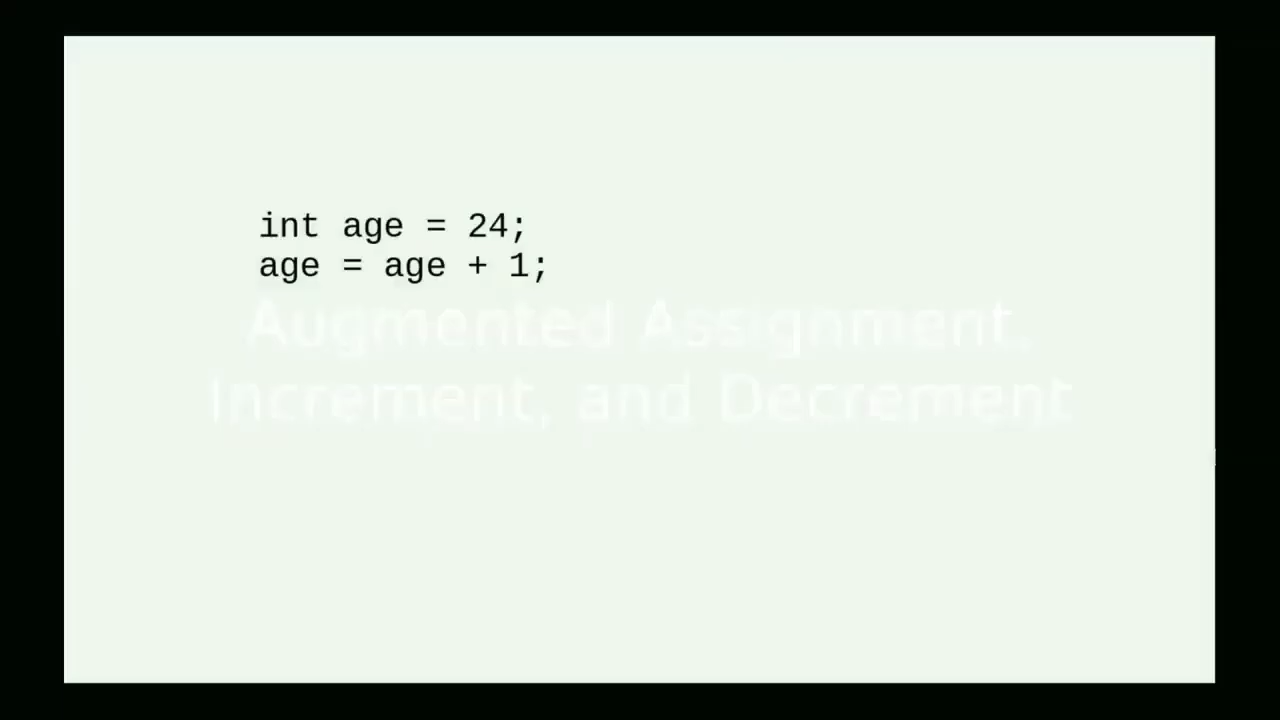 int age = 24;
age = age + 1;
Augmented Assignment,
Increment, and Decrement